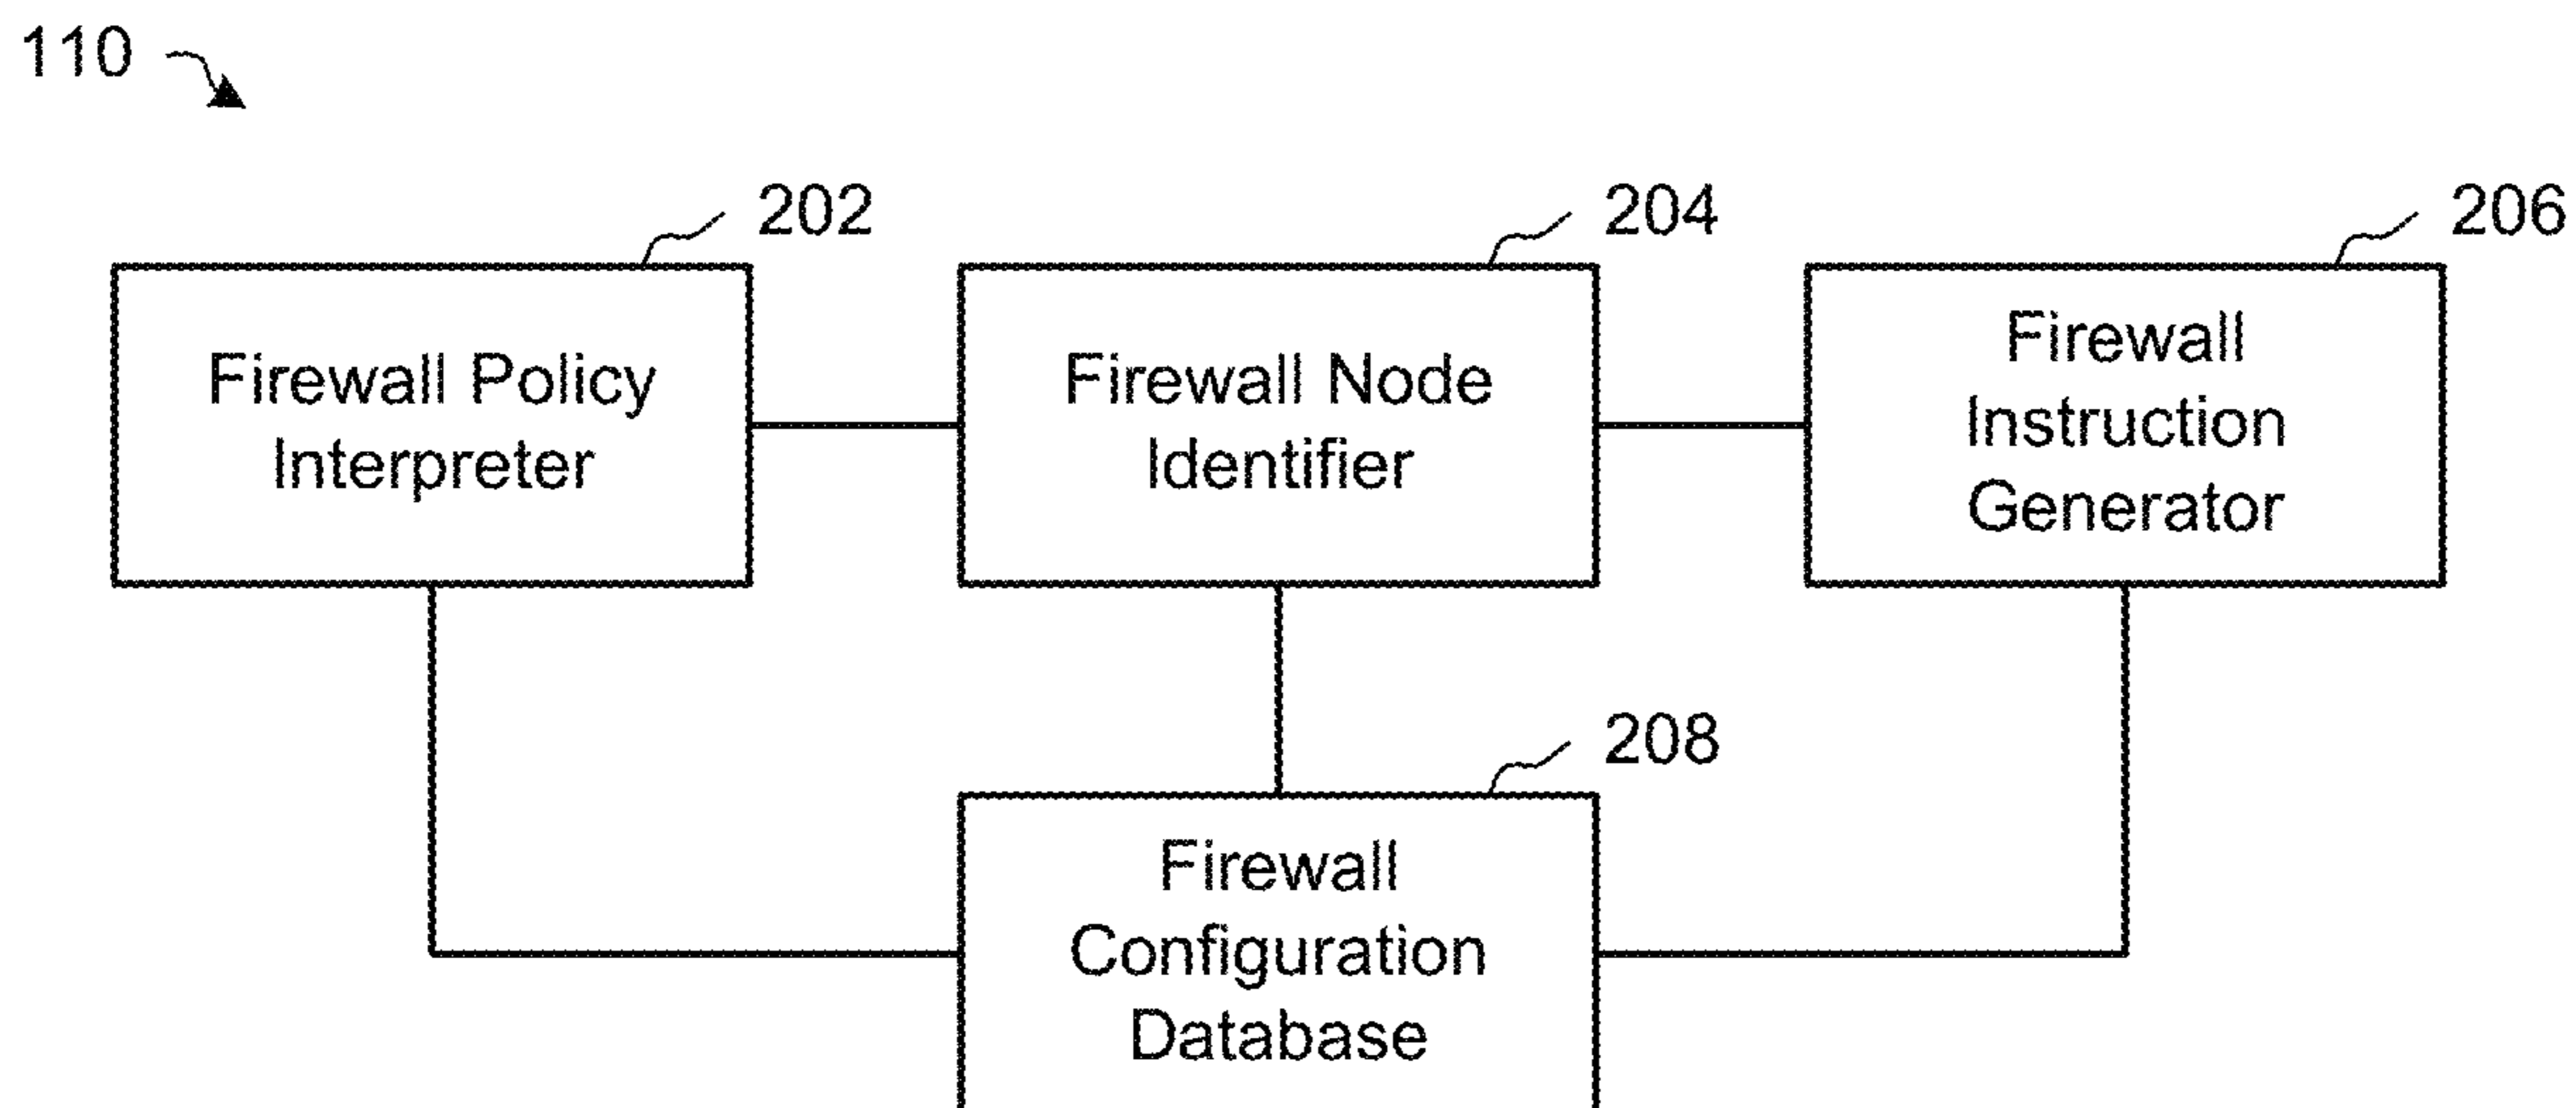 110
202
204
206
Firewall Policy
Interpreter
Firewall Node
Identifier
Firewall
Instruction
Generator
208
Firewall
Configuration
Database